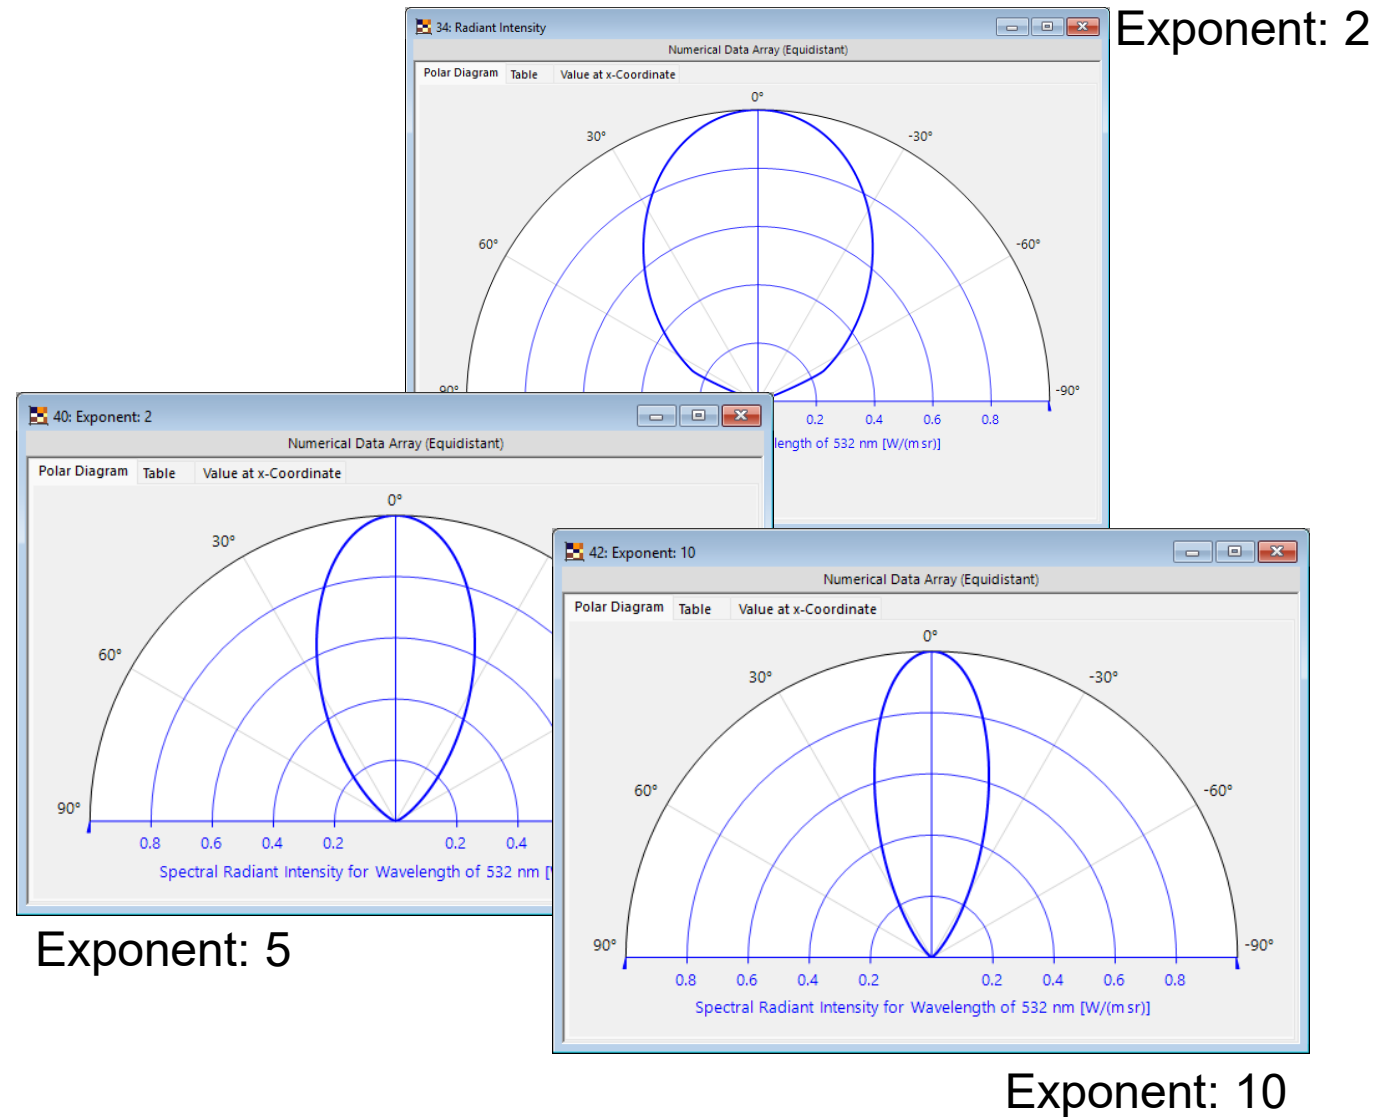 Exponent: 2
34: Radiant Intensity
Numerical Data Array (Equidistant)
Polar Diagram Table Value at x-Coordinate
0°
30° -30°
60° -60°
90° -90°
0.2 0.4 0.6 0.8
length of 532 nm [W/(m sr)]
40: Exponent: 2
Numerical Data Array (Equidistant)
Polar Diagram Table Value at x-Coordinate
0°
30°
60°
90°
0.8 0.6 0.4 0.2 0.2 0.4
Spectral Radiant Intensity for Wavelength of 532 nm [
Exponent: 5
42: Exponent: 10
Numerical Data Array (Equidistant)
Polar Diagram Table Value at x-Coordinate
0°
30° -30°
60° -60°
90° -90°
0.8 0.6 0.4 0.2 0.2 0.4 0.6 0.8
Spectral Radiant Intensity for Wavelength of 532 nm [W/(m sr)]
Exponent: 10